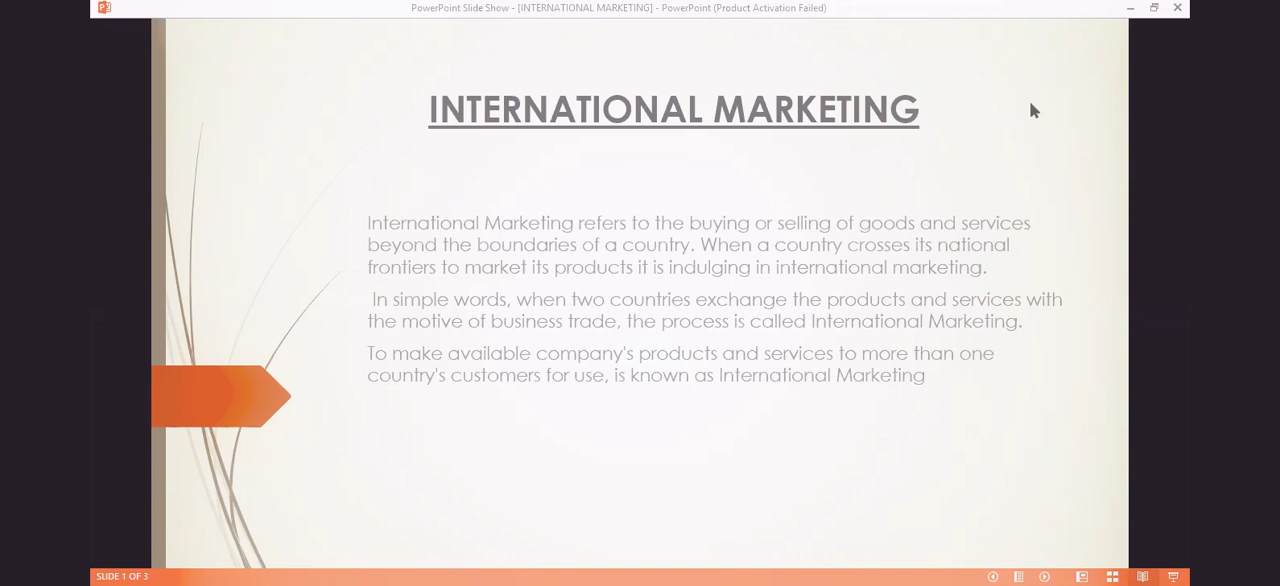 PowerPoint Slide Show - [INTERNATIONAL MARKETING] - PowerPoint (Product Activation Failed)
INTERNATIONAL MARKETING
International Marketing refers to the buying or selling of goods and services
beyond the boundaries of a country. When a country crosses its national
frontiers to market its products it is indulging in international marketing.
In simple words, when two countries exchange the products and services with
the motive of business trade, the process is called International Marketing.
To make available company's products and services to more than one
country's customers for use, is known as International Marketing
SLIDE 1 OF 3